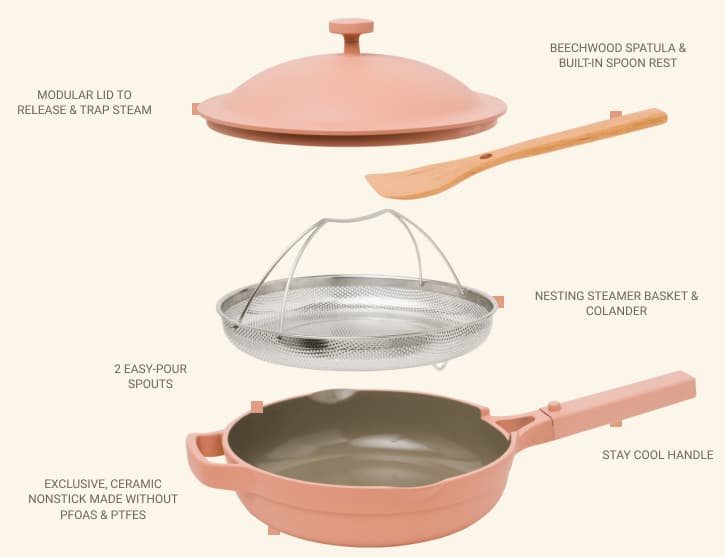 BEECHWOOD SPATULA &
BUILT-IN SPOON REST
MODULAR LID TO
RELEASE & TRAP STEAM
NESTING STEAMER BASKET &
COLANDER
2 EASY-POUR
SPOUTS
STAY COOL HANDLE
EXCLUSIVE, CERAMIC
NONSTICK MADE WITHOUT
PFOAS & PTFES